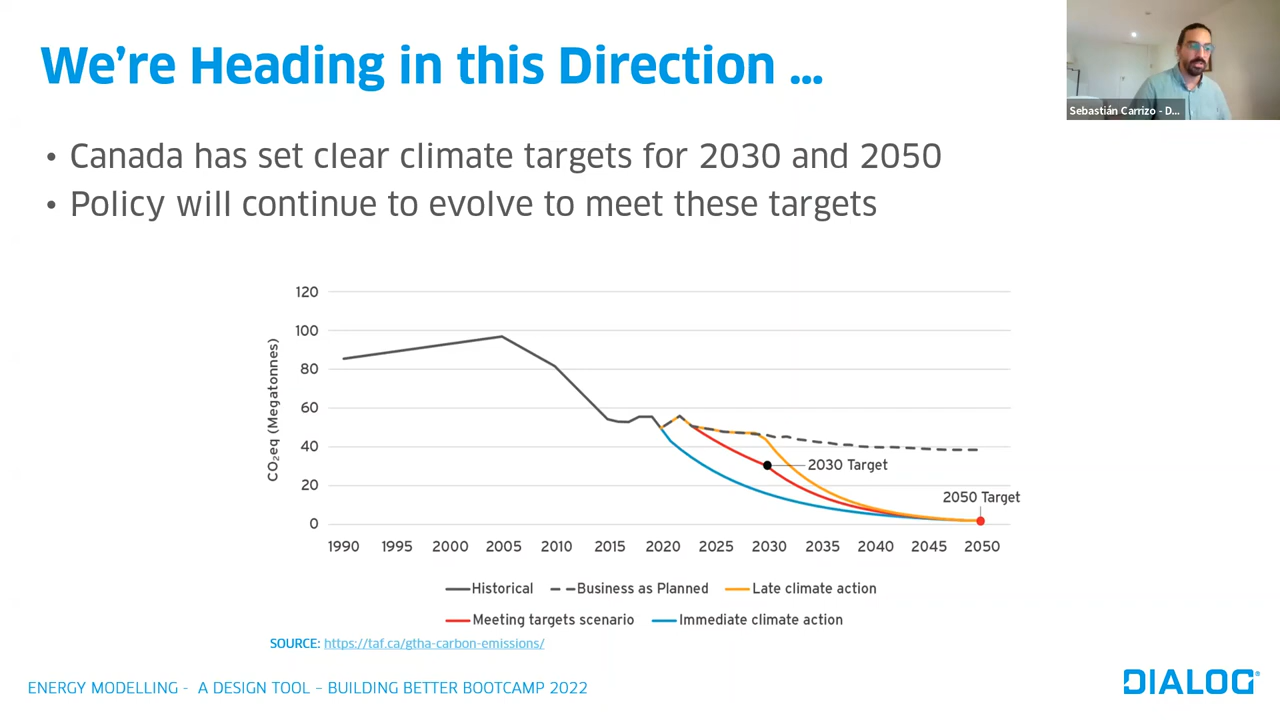 We're Heading in this Direction ...
Sebastián Carrizo - D...
• Canada has set clear climate targets for 2030 and 2050
• Policy will continue to evolve to meet these targets
CO₂eq (Megatonnes)
120
100
80
60
40
20
0
2030 Target
2050 Target
1990 1995 2000 2005 2010 2015 2020 2025 2030 2035 2040 2045 2050
Historical Business as Planned Late climate action
Meeting targets scenario Immediate climate action
SOURCE: https://taf.ca/gtha-carbon-emissions/
ENERGY MODELLING - A DESIGN TOOL – BUILDING BETTER BOOTCAMP 2022
DIALOG®